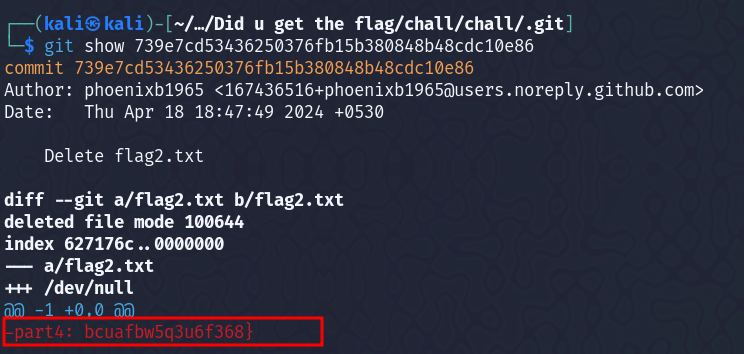 ┌──(kali㉿kali)-[~/…/Did u get the flag/chall/chall/.git]
└─$ git show 739e7cd53436250376fb15b380848b48cdc10e86
commit 739e7cd53436250376fb15b380848b48cdc10e86
Author: phoenixb1965 <167436516+phoenixb1965@users.noreply.github.com>
Date:   Thu Apr 18 18:47:49 2024 +0530
    Delete flag2.txt
diff --git a/flag2.txt b/flag2.txt
deleted file mode 100644
index 627176c..0000000
--- a/flag2.txt
+++ /dev/null
@@ -1 +0,0 @@
-part4: bcuafbw5q3u6f368}